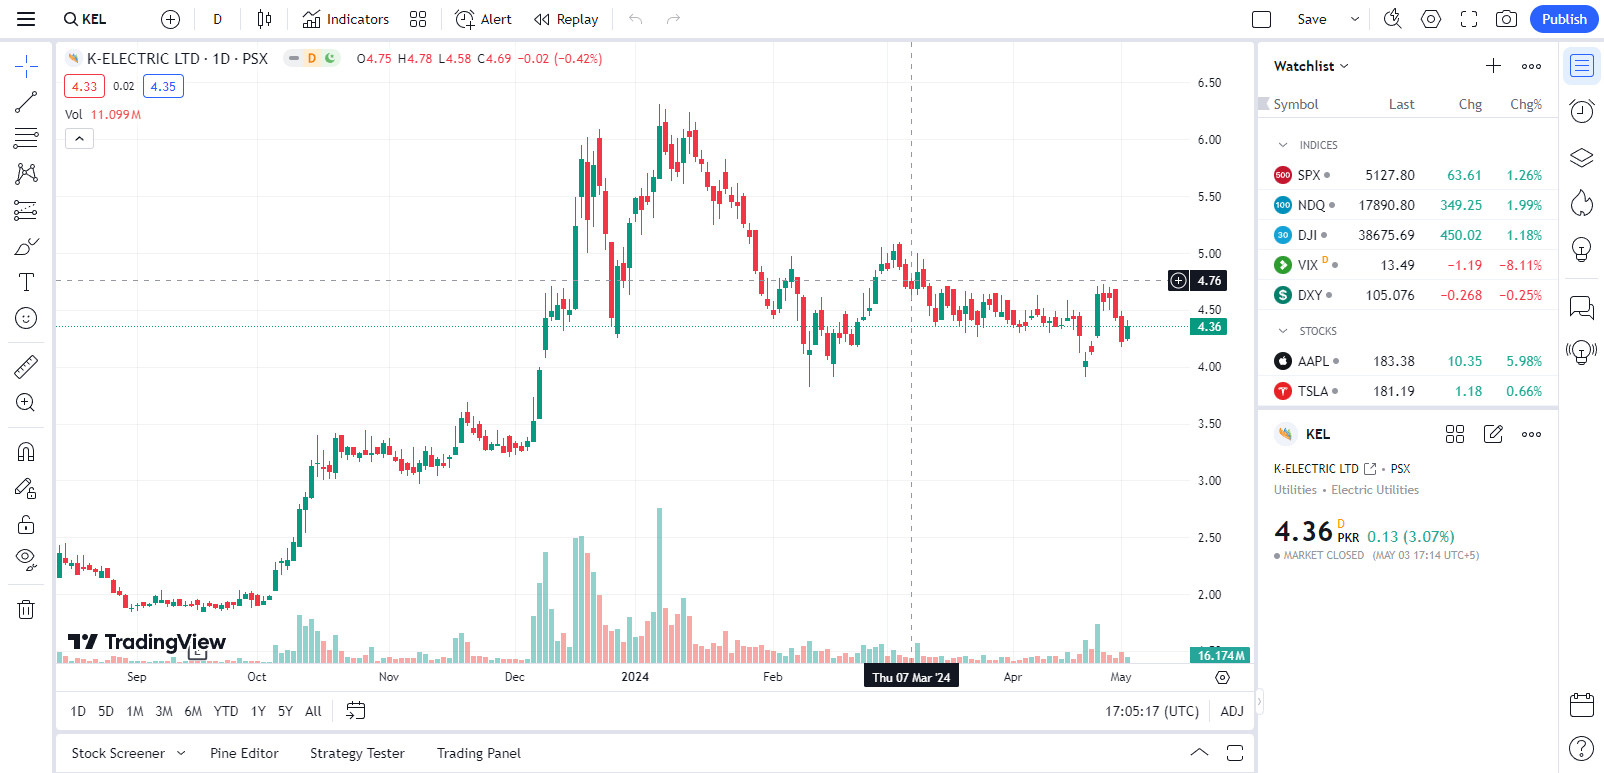 KEL
D
Indicators
Alert
Replay
Save
Publish
K-ELECTRIC LTD · 1D · PSX
D
O4.75 H4.78 L4.58 C4.69 −0.02 (−0.42%)
4.33 0.02 4.35
Vol 11.099M
6.50
6.00
5.50
5.00
4.76
4.50
4.36
4.00
3.50
3.00
2.50
2.00
16.174M
TradingView
E
Sep Oct Nov Dec 2024 Feb Thu 07 Mar '24 Apr May
1D 5D 1M 3M 6M YTD 1Y 5Y All
17:05:17 (UTC) ADJ
Stock Screener Pine Editor Strategy Tester Trading Panel
Watchlist
Symbol Last Chg Chg%
INDICES
500 SPX 5127.80 63.61 1.26%
100 NDQ 17890.80 349.25 1.99%
30 DJI 38675.69 450.02 1.18%
VIX D 13.49 −1.19 −8.11%
$ DXY 105.076 −0.268 −0.25%
STOCKS
AAPL 183.38 10.35 5.98%
TSLA 181.19 1.18 0.66%
KEL
K-ELECTRIC LTD • PSX
Utilities • Electric Utilities
4.36 D PKR 0.13 (3.07%)
MARKET CLOSED (MAY 03 17:14 UTC+5)